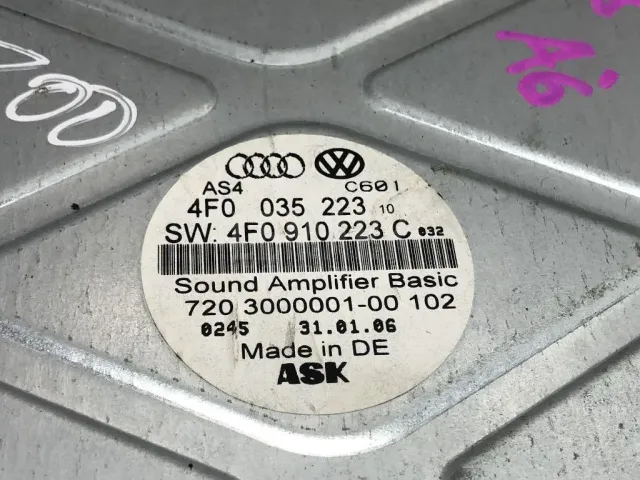 A6
AS4 C601
4F0 035 223 10
SW: 4F0 910 223 C 032
Sound Amplifier Basic
720 3000001-00 102
0245 31.01.06
Made in DE
ASK